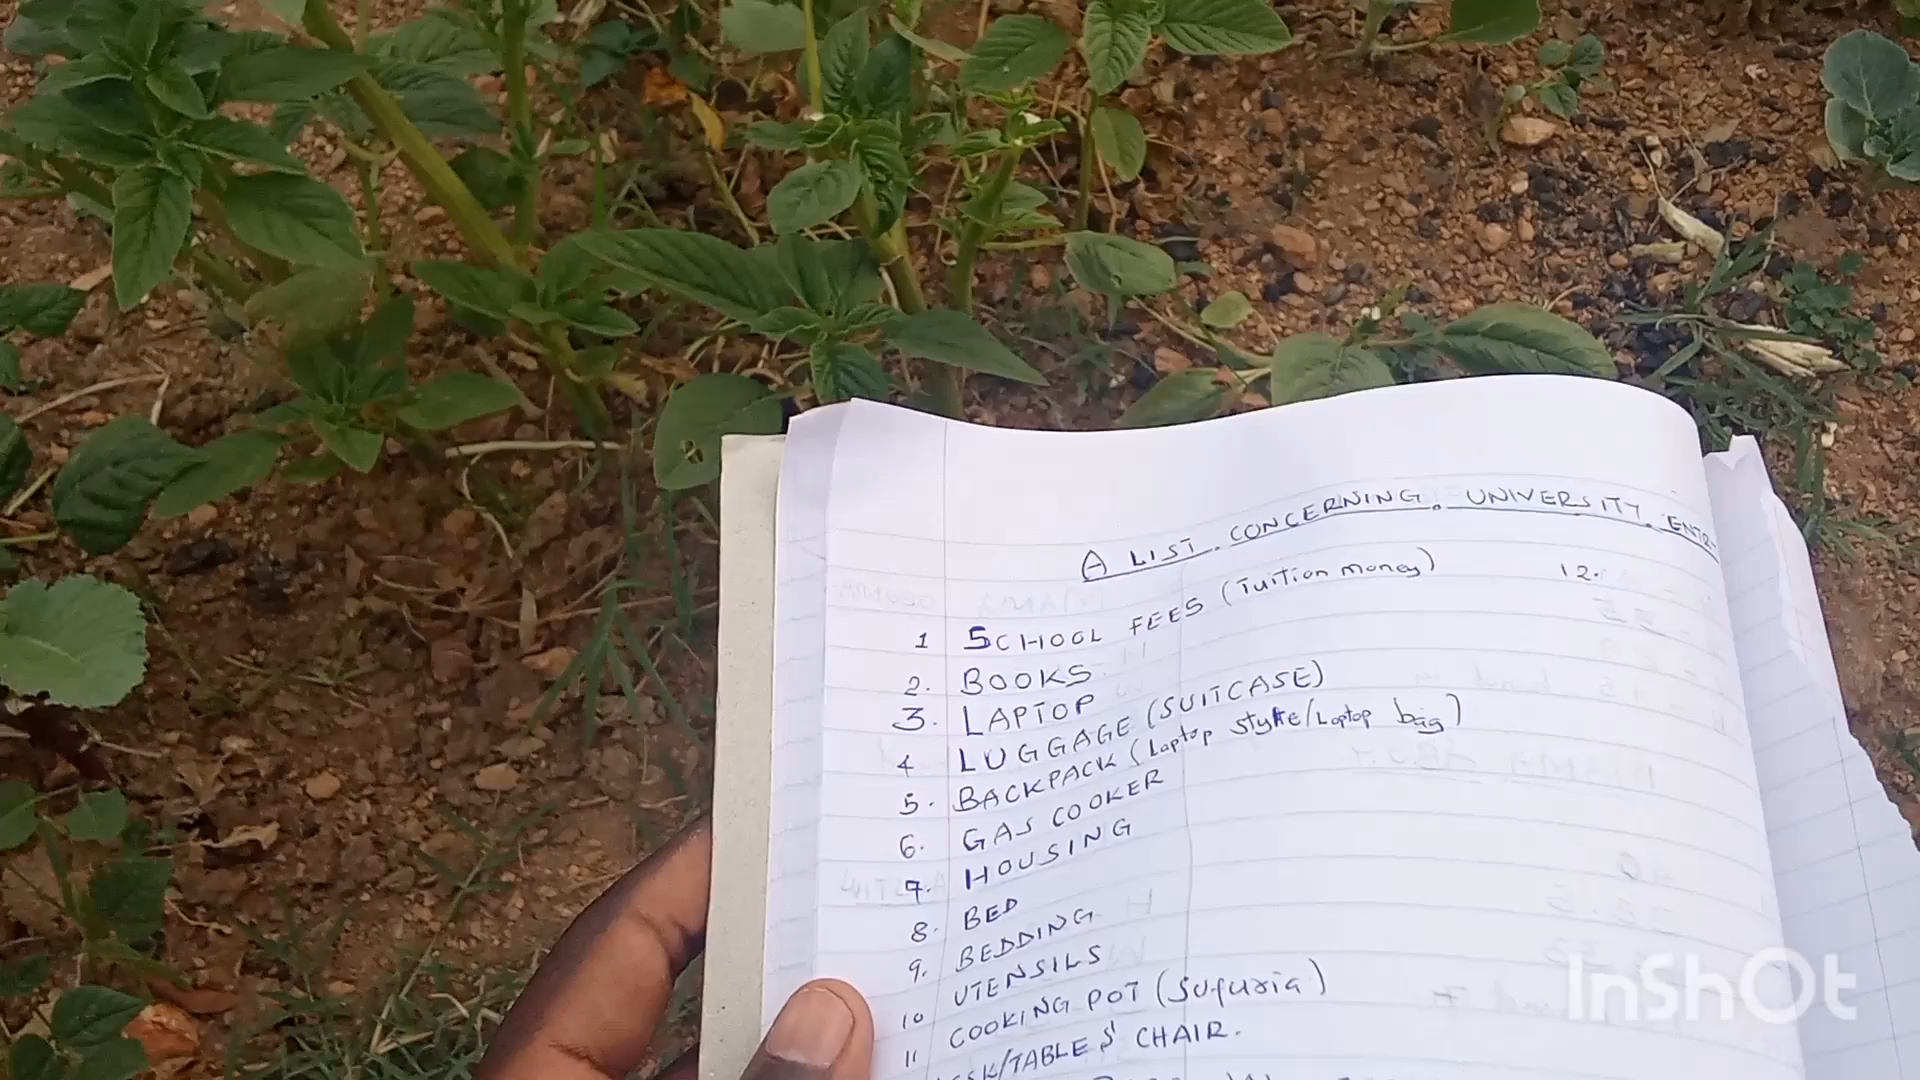 A LIST CONCERNING UNIVERSITY
12.
1 SCHOOL FEES (Tuition money)
2. BOOKS
3. LAPTOP
4 LUGGAGE (SUITCASE)
5. BACKPACK (Laptop style/Laptop bag)
6. GAS COOKER
7. HOUSING
8. BED
9. BEDDING
10 UTENSILS
11 COOKING POT (Sufuria)
TABLE & CHAIR.
InShOt